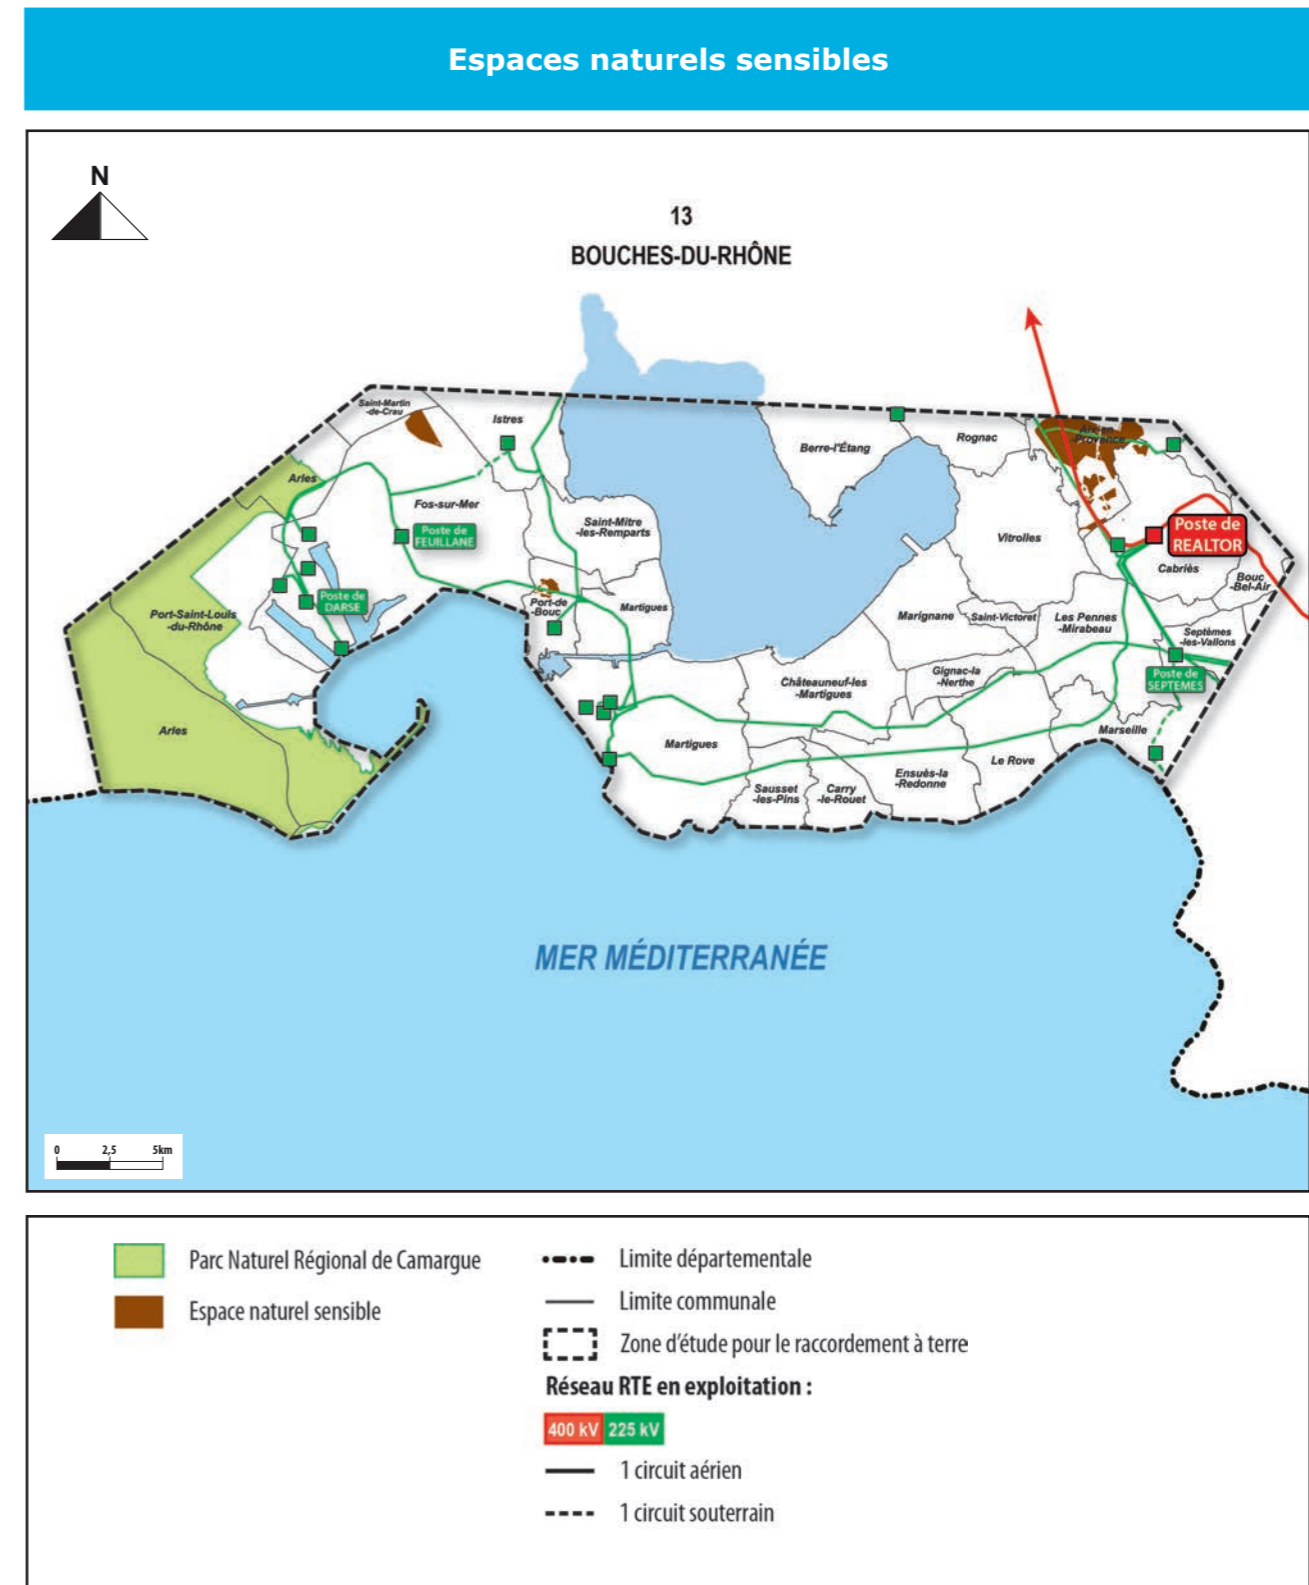 Espaces naturels sensibles
N
13
BOUCHES-DU-RHÔNE
Saint-Martin
-de-Crau
Istres
Berre-l'Étang
Rognac
Aix-en
-Provence
Arles
Fos-sur-Mer
Poste de
FEUILLANE
Saint-Mitre
-les-Remparts
Vitrolles
Poste de
REALTOR
Cabriès
Bouc
-Bel-Air
Poste de
DARSE
Port-Saint-Louis
-du-Rhône
Port-de
-Bouc
Martigues
Marignane
Saint-Victoret
Les Pennes
-Mirabeau
Septèmes
-les-Vallons
Gignac-la
-Nerthe
Châteauneuf-les
-Martigues
Poste de
SEPTEMES
Arles
Martigues
Marseille
Le Rove
Ensuès-la
-Redonne
Sausset
-les-Pins
Carry
-le-Rouet
MER MÉDITERRANÉE
0 2,5 5km
Parc Naturel Régional de Camargue
Espace naturel sensible
Limite départementale
Limite communale
Zone d'étude pour le raccordement à terre
Réseau RTE en exploitation :
400 kV 225 kV
1 circuit aérien
1 circuit souterrain